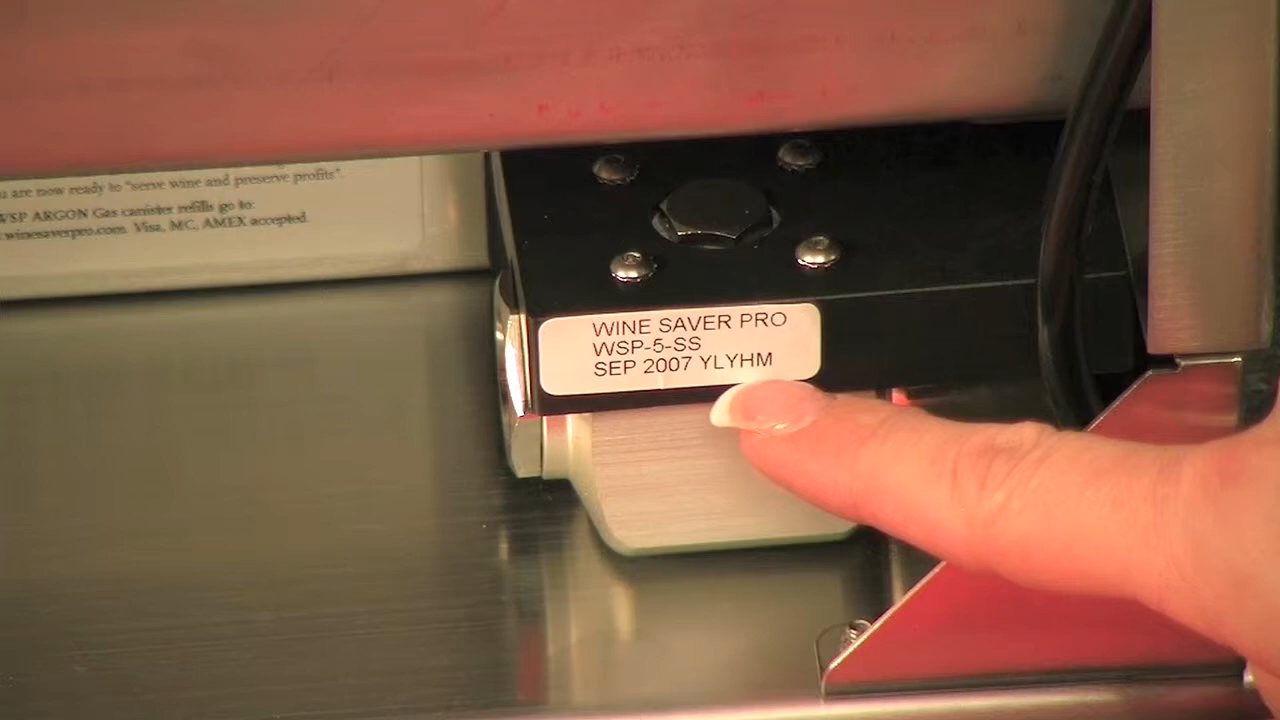 u are now ready to "serve wine and preserve profits".
WSP ARGON Gas canister refills go to:
.winesaverpro.com. Visa, MC, AMEX accepted.
WINE SAVER PRO
WSP-5-SS
SEP 2007 YLYHM